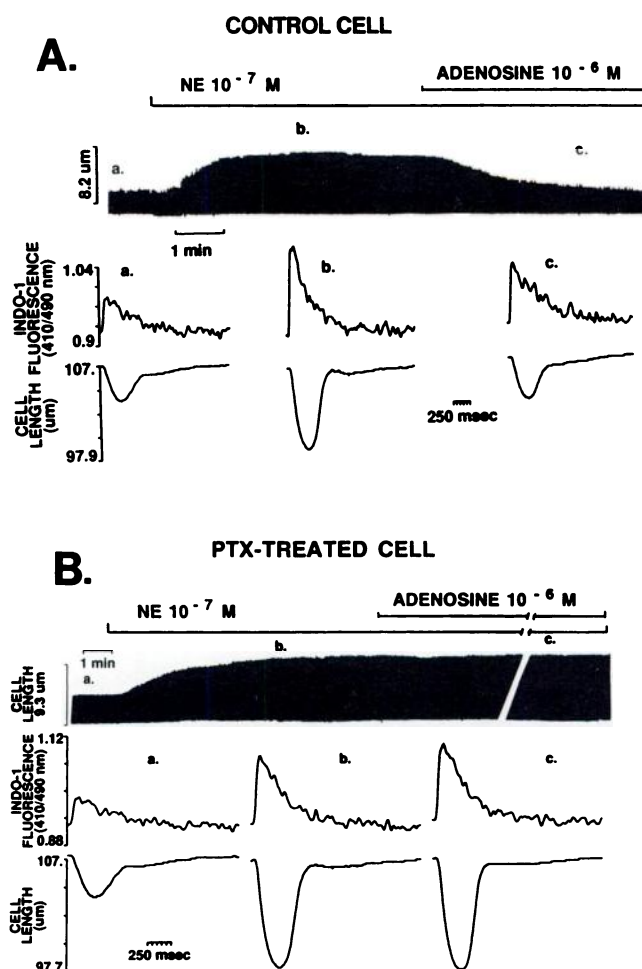 CONTROL CELL
A.
NE 10 -7 M
ADENOSINE 10 -6 M
8.2 um
a.
b.
c.
1 min
INDO-1
FLUORESCENCE
(410/490 nm)
1.04
0.9
a.
b.
c.
CELL
LENGTH
(um)
107.
97.9
250 msec
PTX-TREATED CELL
B.
NE 10 -7 M
ADENOSINE 10 -6 M
1 min
a.
b.
c.
CELL
LENGTH
9.3 um
INDO-1
FLUORESCENCE
(410/490 nm)
1.12
0.88
a.
b.
c.
CELL
LENGTH
(um)
107.
97.7
250 msec